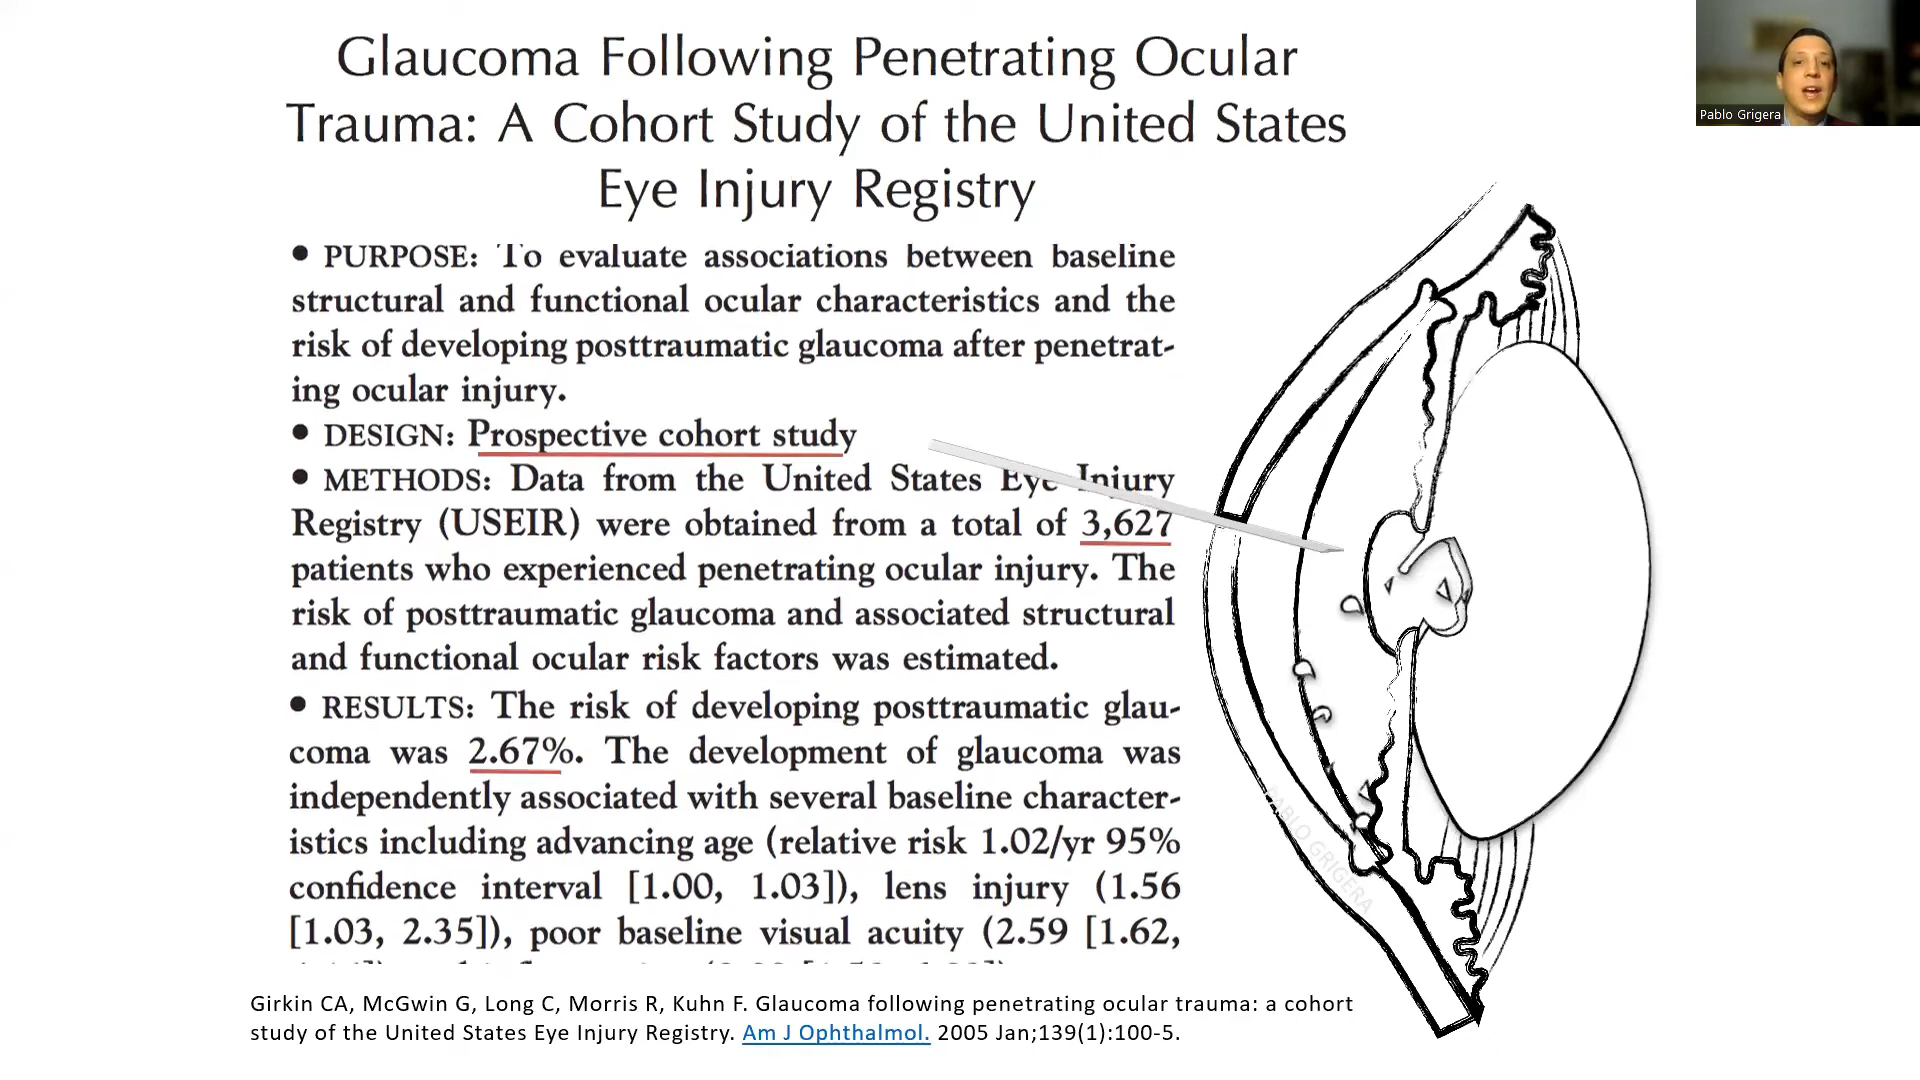 Glaucoma Following Penetrating Ocular
Trauma: A Cohort Study of the United States
Eye Injury Registry
Pablo Grigera
• PURPOSE: To evaluate associations between baseline
structural and functional ocular characteristics and the
risk of developing posttraumatic glaucoma after penetrat-
ing ocular injury.
• DESIGN: Prospective cohort study
• METHODS: Data from the United States Eye Injury
Registry (USEIR) were obtained from a total of 3,627
patients who experienced penetrating ocular injury. The
risk of posttraumatic glaucoma and associated structural
and functional ocular risk factors was estimated.
• RESULTS: The risk of developing posttraumatic glau-
coma was 2.67%. The development of glaucoma was
independently associated with several baseline character-
istics including advancing age (relative risk 1.02/yr 95%
confidence interval [1.00, 1.03]), lens injury (1.56
[1.03, 2.35]), poor baseline visual acuity (2.59 [1.62,
PABLO GRIGERA
Girkin CA, McGwin G, Long C, Morris R, Kuhn F. Glaucoma following penetrating ocular trauma: a cohort
study of the United States Eye Injury Registry. Am J Ophthalmol. 2005 Jan;139(1):100-5.